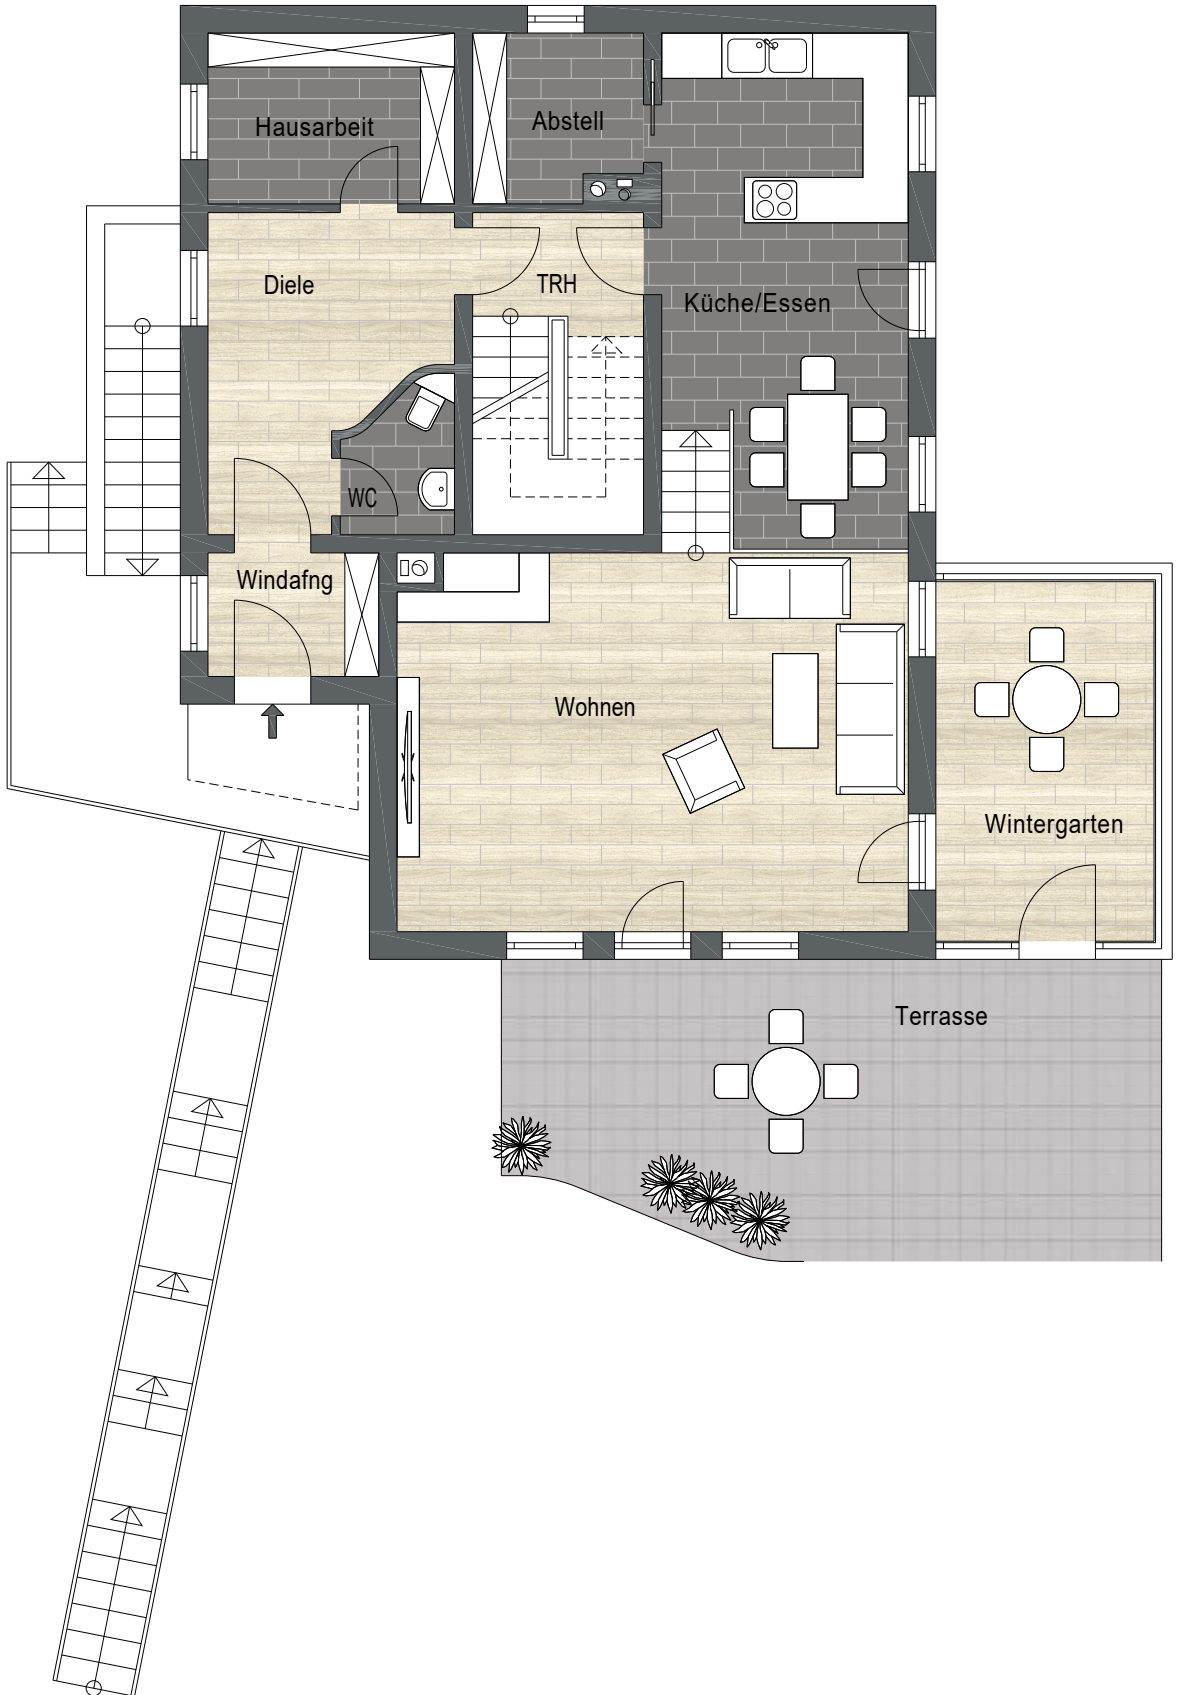 Hausarbeit
Abstell
Diele
TRH
Küche/Essen
WC
Windafng
Wohnen
Wintergarten
Terrasse